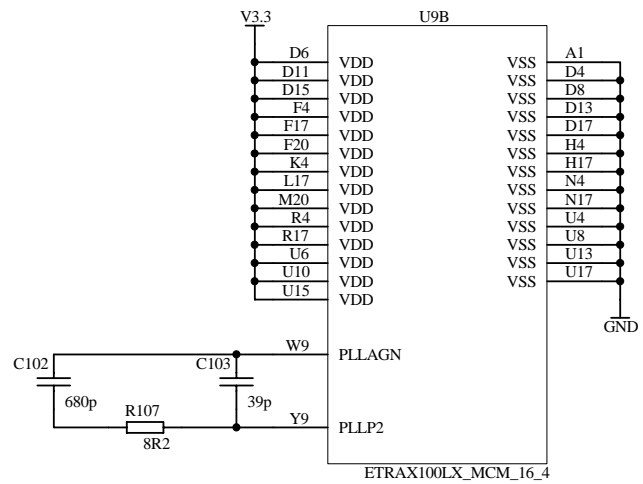 V3.3 U9B
D6 VDD VSS A1
D11 VDD VSS D4
D15 VDD VSS D8
F4 VDD VSS D13
F17 VDD VSS D17
F20 VDD VSS H4
K4 VDD VSS H17
L17 VDD VSS N4
M20 VDD VSS N17
R4 VDD VSS U4
R17 VDD VSS U8
U6 VDD VSS U13
U10 VDD VSS U17
U15 VDD
GND
W9 PLLAGN
C102 C103
680p 39p
R107 Y9 PLLP2
8R2
ETRAX100LX_MCM_16_4